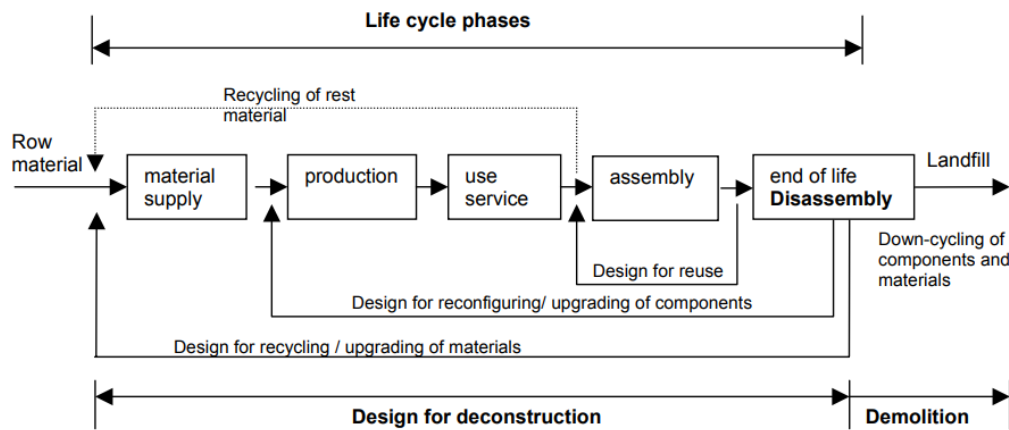 Life cycle phases
Recycling of rest
material
Row
material
material
supply
production
use
service
assembly
end of life
Disassembly
Landfill
Down-cycling of
components and
materials
Design for reuse
Design for reconfiguring/ upgrading of components
Design for recycling / upgrading of materials
Design for deconstruction
Demolition